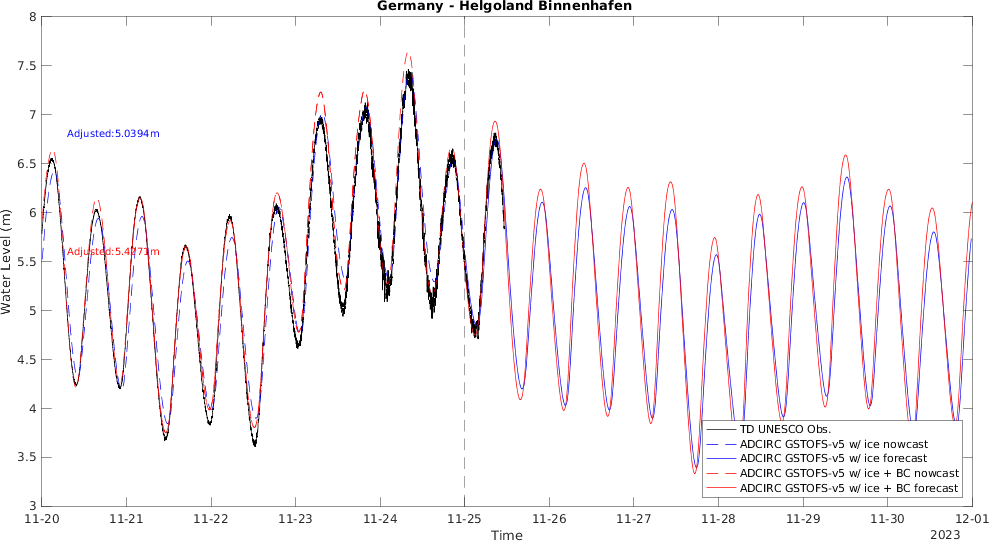 Germany - Helgoland Binnenhafen
8
7.5
7
6.5
6
5.5
5
4.5
4
3.5
3
Water Level (m)
Adjusted:5.0394m
Adjusted:5.4771m
TD UNESCO Obs.
ADCIRC GSTOFS-v5 w/ ice nowcast
ADCIRC GSTOFS-v5 w/ ice forecast
ADCIRC GSTOFS-v5 w/ ice + BC nowcast
ADCIRC GSTOFS-v5 w/ ice + BC forecast
11-20 11-21 11-22 11-23 11-24 11-25 11-26 11-27 11-28 11-29 11-30 12-01
Time
2023